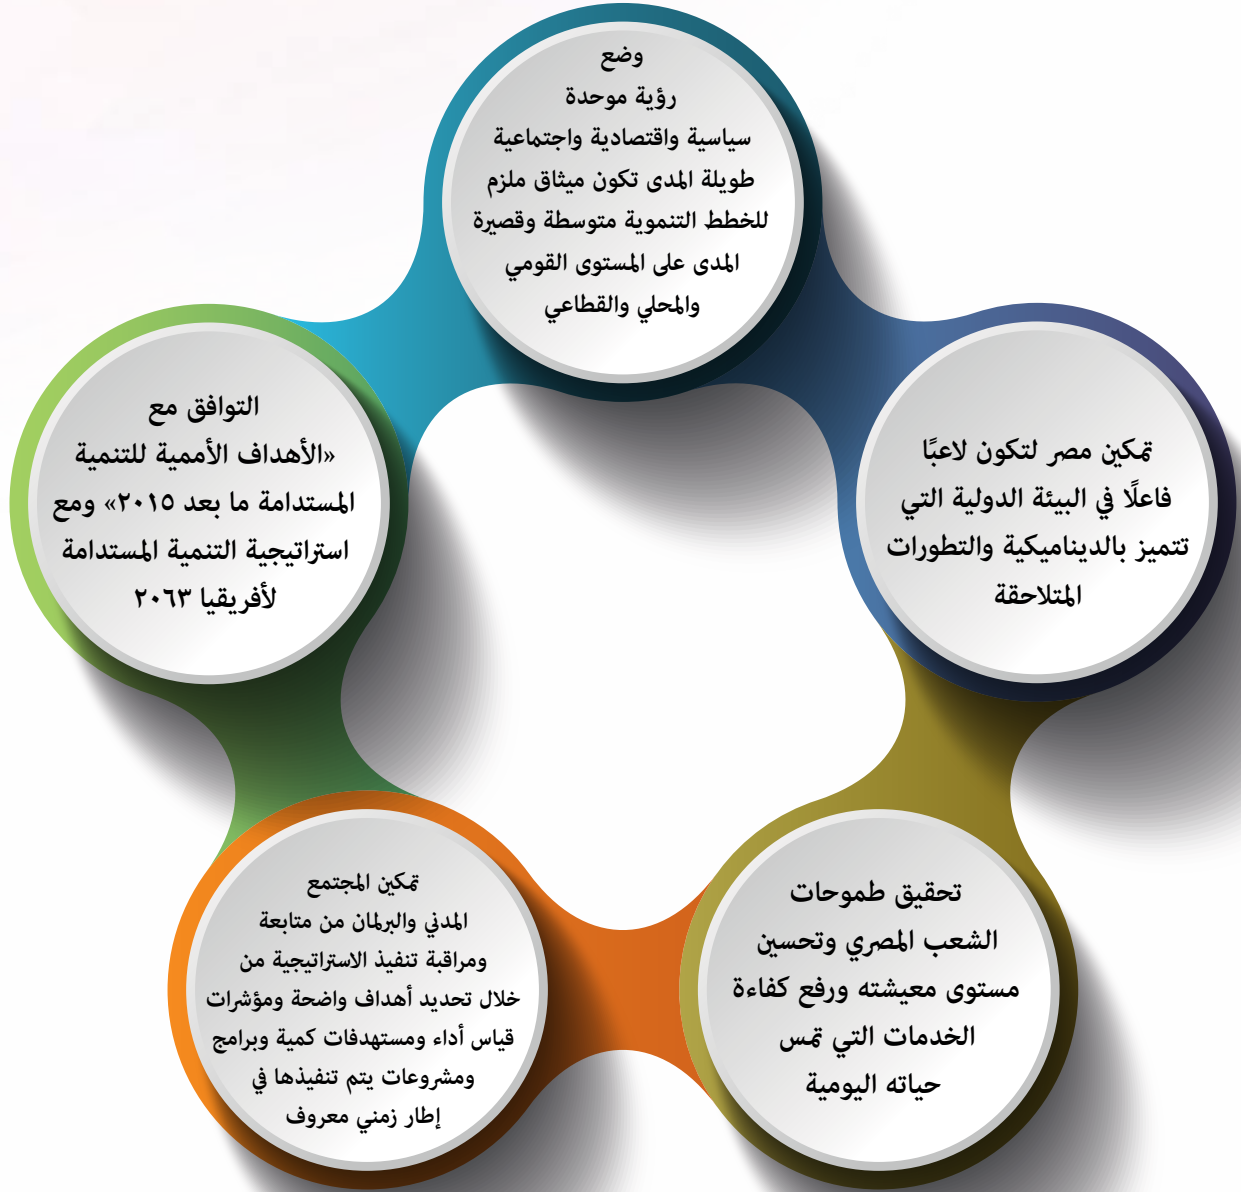 وضع
رؤية موحدة
سياسية واقتصادية واجتماعية
طويلة المدى تكون ميثاق ملزم
للخطط التنموية متوسطة وقصيرة
المدى على المستوى القومي
والمحلي والقطاعي
تمكين مصر لتكون لاعبًا
فاعلًا في البيئة الدولية التي
تتميز بالديناميكية والتطورات
المتلاحقة
تحقيق طموحات
الشعب المصري وتحسين
مستوى معيشته ورفع كفاءة
الخدمات التي تمس
حياته اليومية
تمكين المجتمع
المدني والبرلمان من متابعة
ومراقبة تنفيذ الاستراتيجية من
خلال تحديد أهداف واضحة ومؤشرات
قياس أداء ومستهدفات كمية وبرامج
ومشروعات يتم تنفيذها في
إطار زمني معروف
التوافق مع
«الأهداف الأممية للتنمية
المستدامة ما بعد ٢٠١٥» ومع
استراتيجية التنمية المستدامة
لأفريقيا ٢٠٦٣